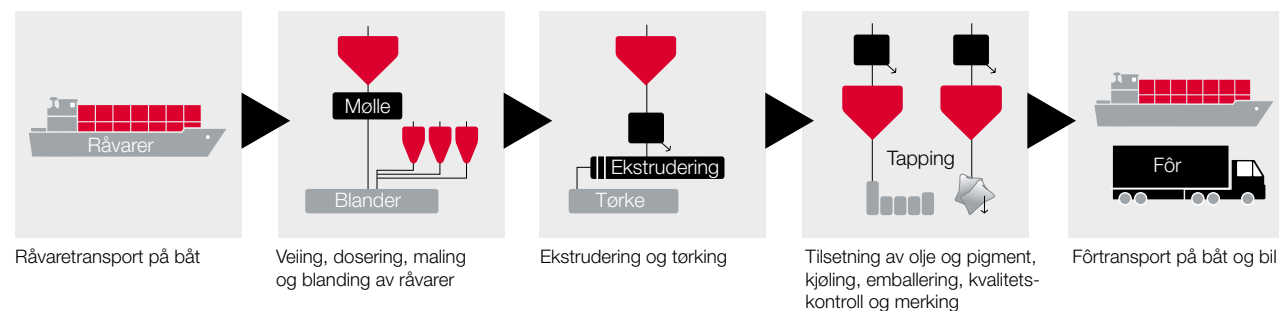 Råvarer
Mølle
Blander
Ekstrudering
Tørke
Tapping
Fôr
Råvaretransport på båt
Veiing, dosering, maling
og blanding av råvarer
Ekstrudering og tørking
Tilsetning av olje og pigment,
kjøling, emballering, kvalitets-
kontroll og merking
Fôrtransport på båt og bil